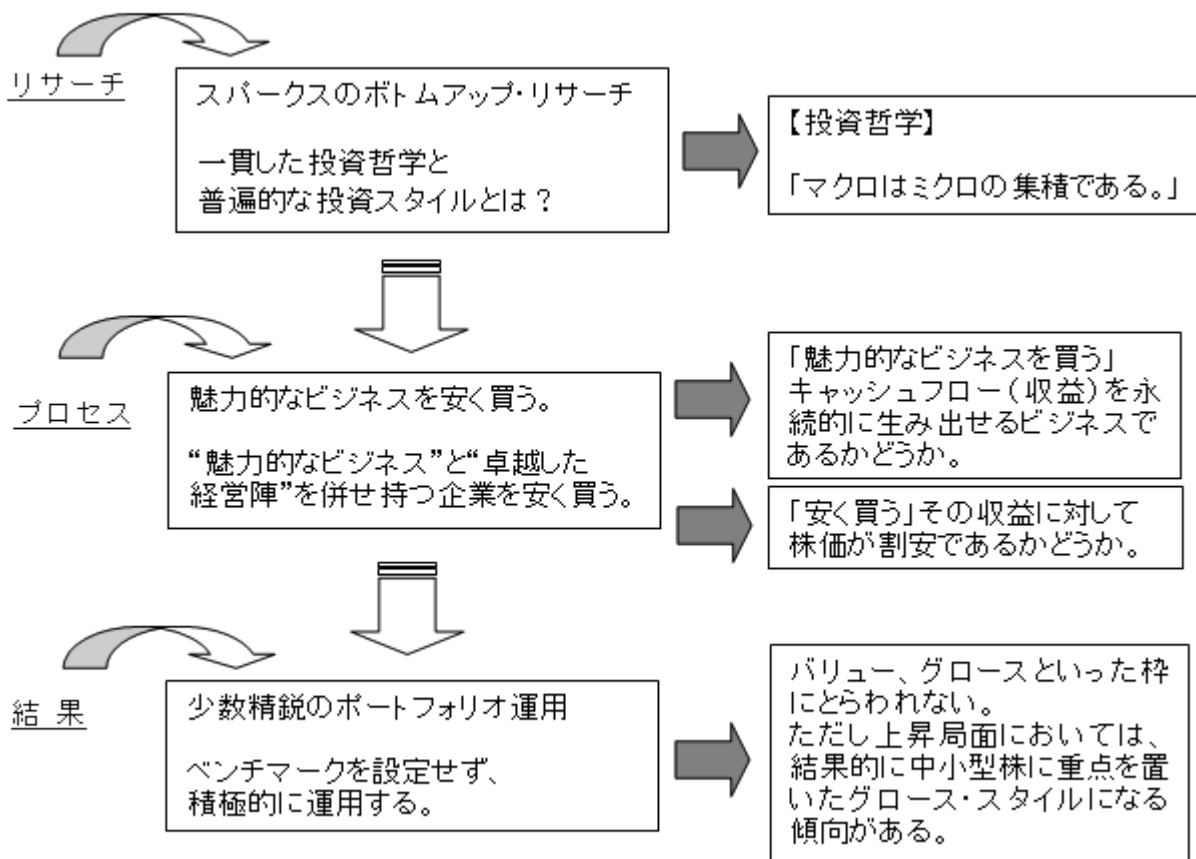 リサーチ
スパークスのボトムアップ・リサーチ
一貫した投資哲学と
普遍的な投資スタイルとは？
【投資哲学】
「マクロはミクロの集積である。」
プロセス
魅力的なビジネスを安く買う。
“魅力的なビジネス”と“卓越した
経営陣”を併せ持つ企業を安く買う。
「魅力的なビジネスを買う」
キャッシュフロー（収益）を永
続的に生み出せるビジネスで
あるかどうか。
「安く買う」その収益に対して
株価が割安であるかどうか。
結果
少数精鋭のポートフォリオ運用
ベンチマークを設定せず、
積極的に運用する。
バリュー、グロースといった枠
にとらわれない。
ただし上昇局面においては、
結果的に中小型株に重点を置
いたグロース・スタイルになる
傾向がある。